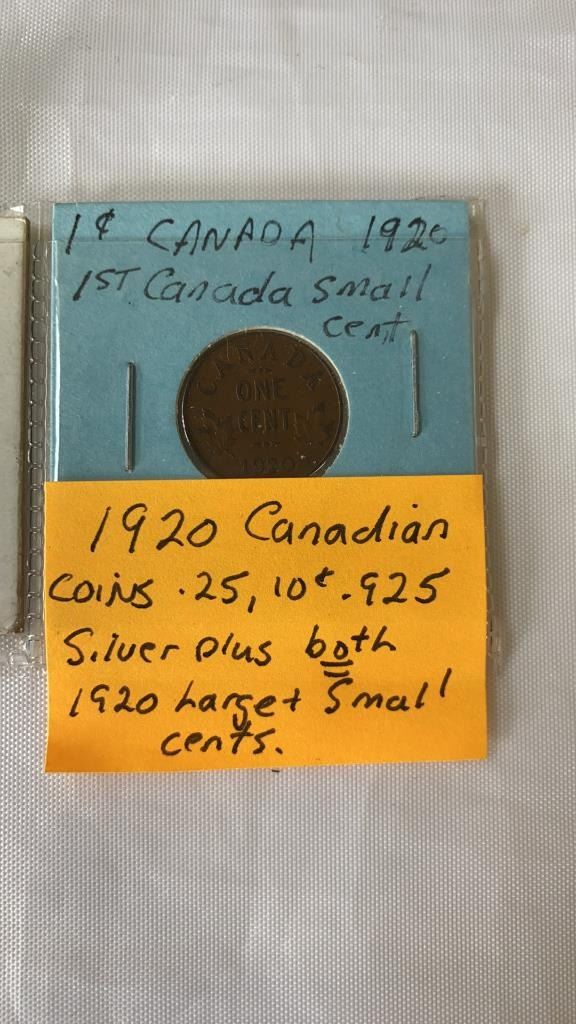 1¢ CANADA 1920
1ST Canada Small
cent
CANADA
ONE
CENT
1920
1920 Canadian
COINS .25, 10¢ .925
Silver plus both
1920 Large + Small
cents.